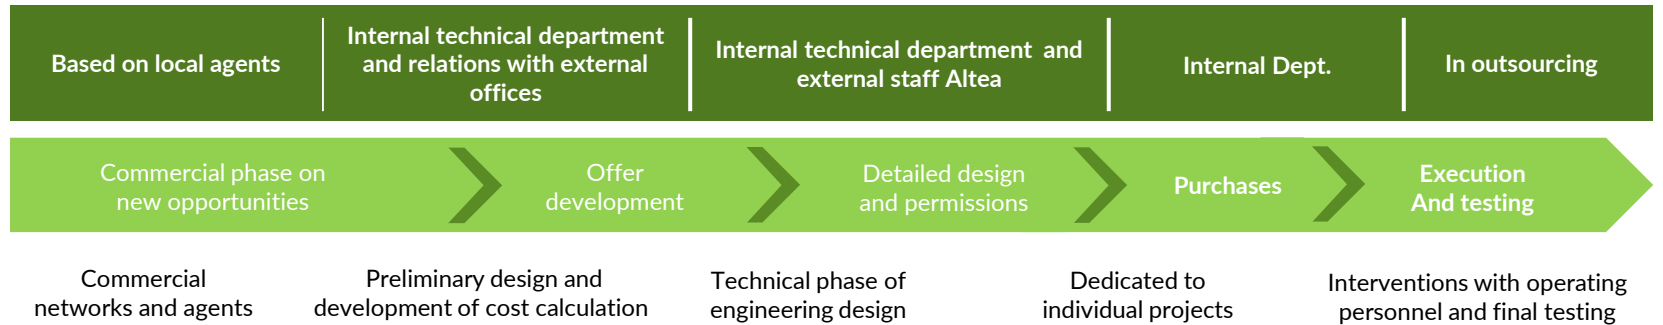 Based on local agents
Internal technical department
and relations with external
offices
Internal technical department and
external staff Altea
Internal Dept.
In outsourcing
Commercial phase on
new opportunities
Offer
development
Detailed design
and permissions
Purchases
Execution
And testing
Commercial
networks and agents
Preliminary design and
development of cost calculation
Technical phase of
engineering design
Dedicated to
individual projects
Interventions with operating
personnel and final testing